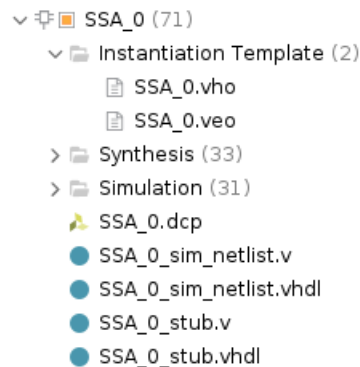 SSA_0 (71)
Instantiation Template (2)
SSA_0.vho
SSA_0.veo
Synthesis (33)
Simulation (31)
SSA_0.dcp
SSA_0_sim_netlist.v
SSA_0_sim_netlist.vhdl
SSA_0_stub.v
SSA_0_stub.vhdl